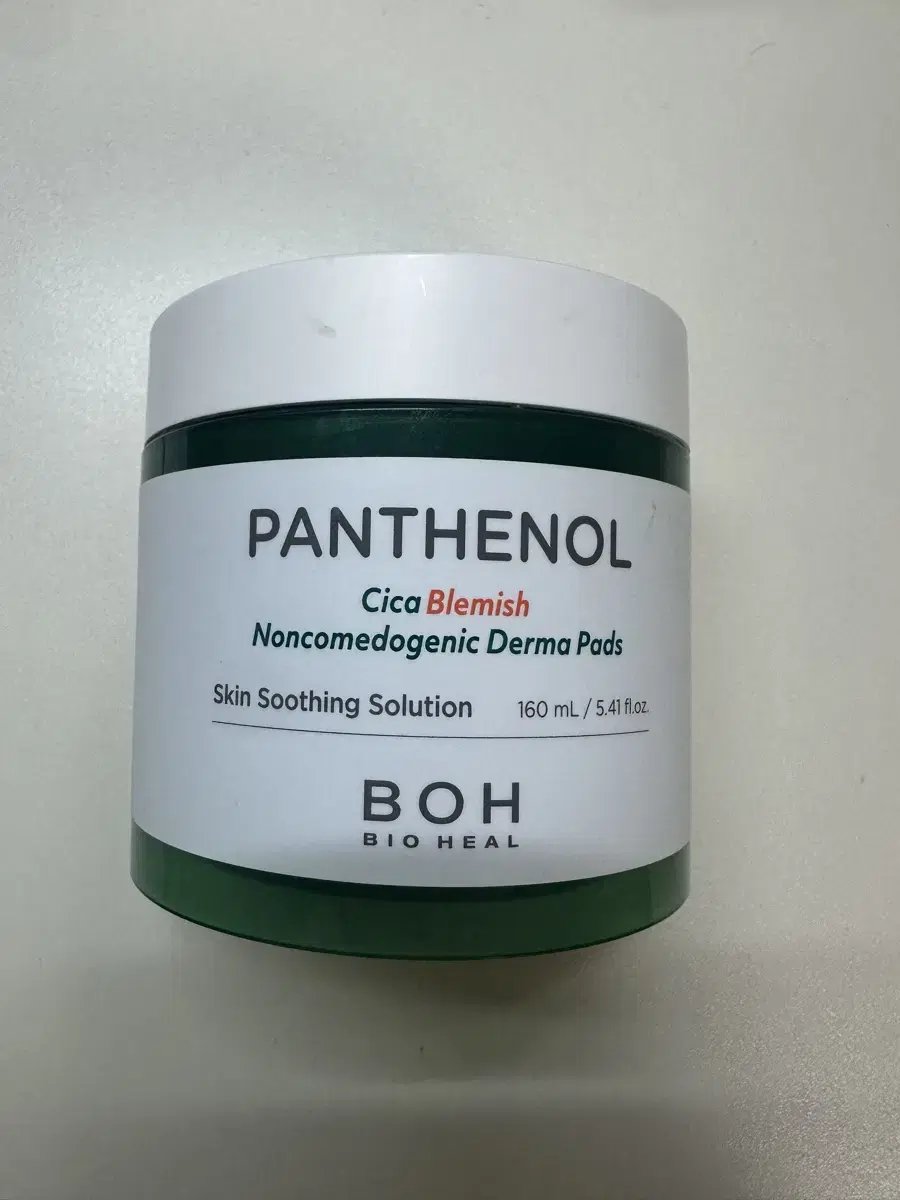 PANTHENOL
Cica Blemish
Noncomedogenic Derma Pads
Skin Soothing Solution 160 mL / 5.41 fl.oz.
BOH
BIO HEAL